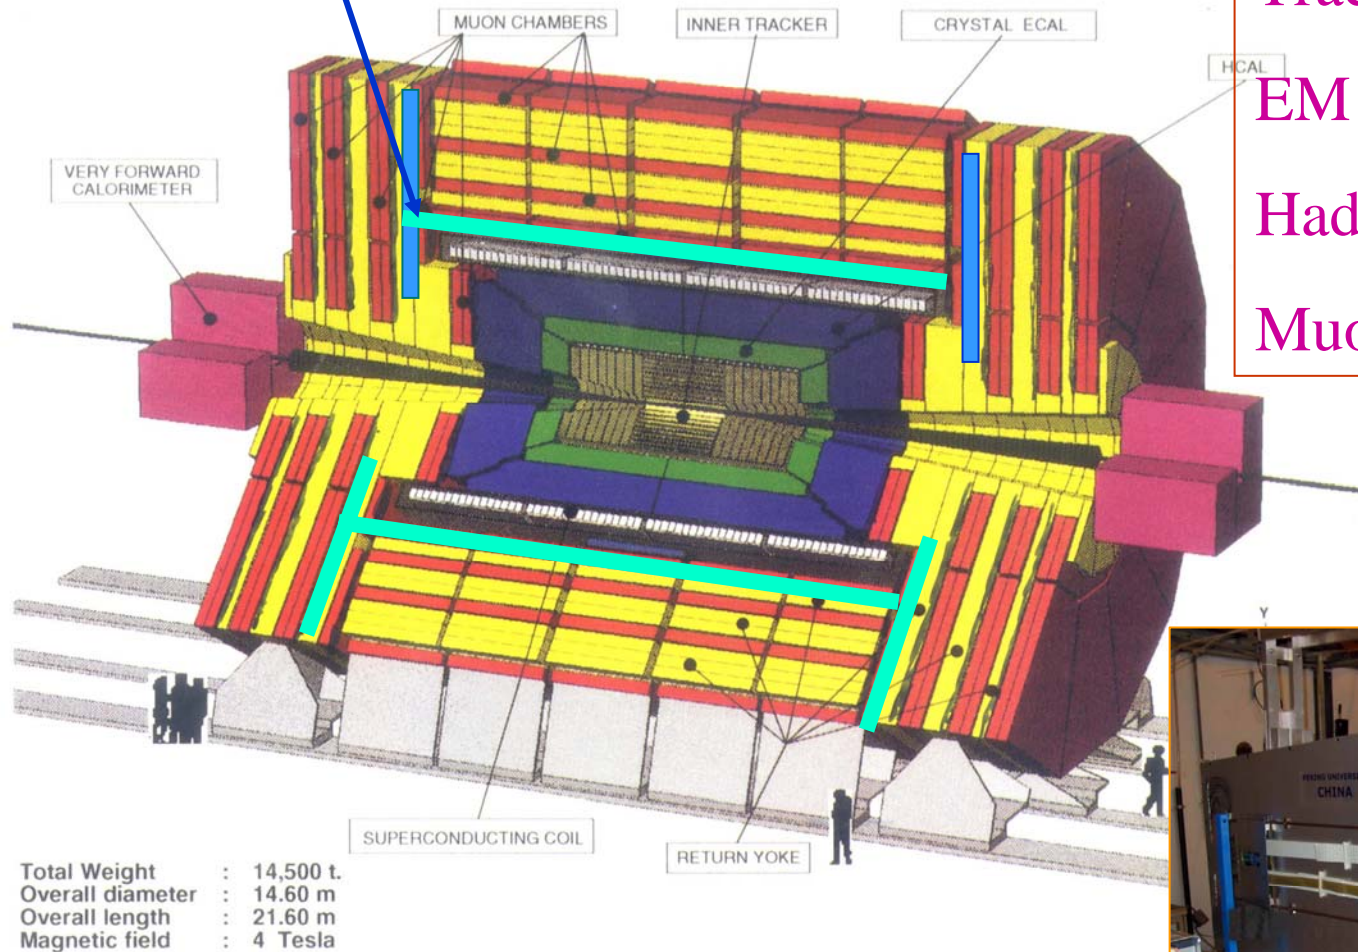 MUON CHAMBERS
INNER TRACKER
CRYSTAL ECAL
HCAL
EM
Had
Muo
VERY FORWARD
CALORIMETER
Y
CHINA
SUPERCONDUCTING COIL
RETURN YOKE
Total Weight : 14,500 t.
Overall diameter : 14.60 m
Overall length : 21.60 m
Magnetic field : 4 Tesla